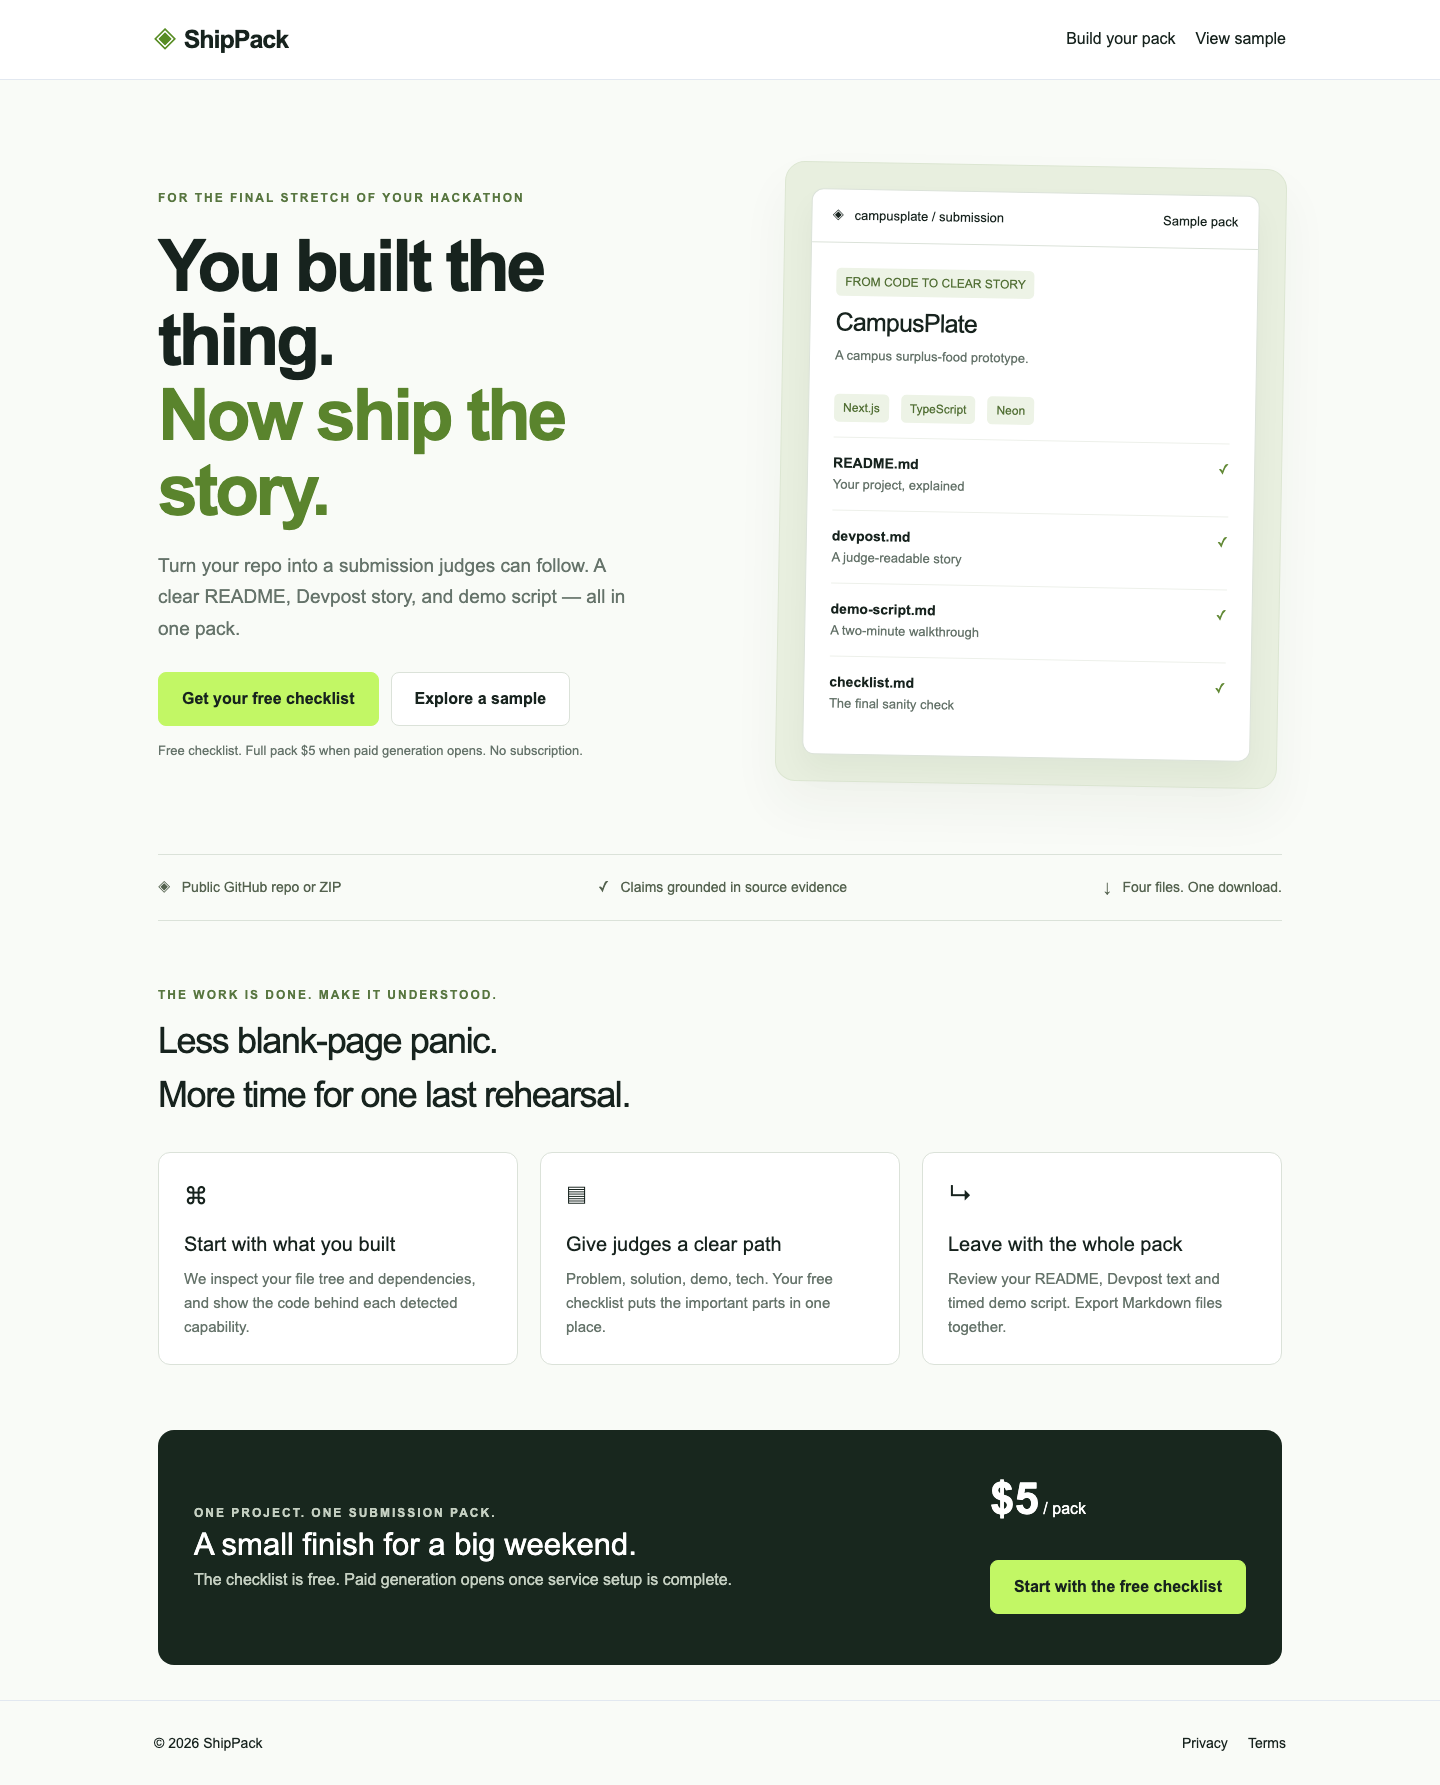 ◈ ShipPack
Build your pack
View sample
FOR THE FINAL STRETCH OF YOUR HACKATHON
You built the
thing.
Now ship the
story.
Turn your repo into a submission judges can follow. A
clear README, Devpost story, and demo script — all in
one pack.
Get your free checklist
Explore a sample
Free checklist. Full pack $5 when paid generation opens. No subscription.
◈ campusplate / submission
Sample pack
FROM CODE TO CLEAR STORY
CampusPlate
A campus surplus-food prototype.
Next.js
TypeScript
Neon
README.md ✓
Your project, explained
devpost.md ✓
A judge-readable story
demo-script.md ✓
A two-minute walkthrough
checklist.md ✓
The final sanity check
◈ Public GitHub repo or ZIP
✓ Claims grounded in source evidence
↓ Four files. One download.
THE WORK IS DONE. MAKE IT UNDERSTOOD.
Less blank-page panic.
More time for one last rehearsal.
⌘
Start with what you built
We inspect your file tree and dependencies,
and show the code behind each detected
capability.
▤
Give judges a clear path
Problem, solution, demo, tech. Your free
checklist puts the important parts in one
place.
↳
Leave with the whole pack
Review your README, Devpost text and
timed demo script. Export Markdown files
together.
ONE PROJECT. ONE SUBMISSION PACK.
A small finish for a big weekend.
The checklist is free. Paid generation opens once service setup is complete.
$5 / pack
Start with the free checklist
© 2026 ShipPack
Privacy
Terms